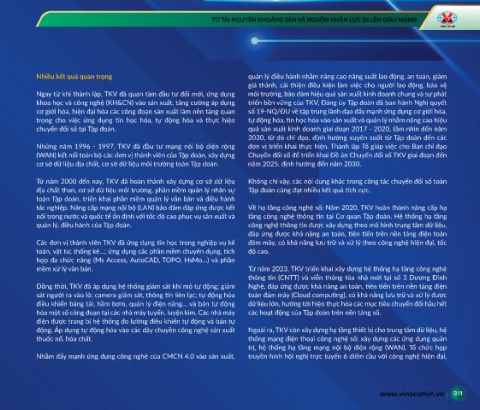 TỪ TÀI NGUYÊN KHOÁNG SẢN VÀ NGUỒN NHÂN LỰC ĐI LÊN GIÀU MẠNH
Nhiều kết quả quan trọng
Ngay từ khi thành lập, TKV đã quan tâm đầu tư đổi mới, ứng dụng
khoa học và công nghệ (KH&CN) vào sản xuất, tăng cường áp dụng
cơ giới hóa, hiện đại hóa các công đoạn sản xuất làm nền tảng quan
trọng cho việc ứng dụng tin học hóa, tự động hóa và thực hiện
chuyển đổi số tại Tập đoàn.
Những năm 1996 - 1997, TKV đã đầu tư mạng nội bộ diện rộng
(WAN) kết nối toàn bộ các đơn vị thành viên của Tập đoàn, xây dựng
cơ sở dữ liệu địa chất, cơ sở dữ liệu môi trường toàn Tập đoàn.
Từ năm 2000 đến nay, TKV đã hoàn thành xây dựng cơ sở dữ liệu
địa chất than, cơ sở dữ liệu môi trường, phần mềm quản lý nhân sự
toàn Tập đoàn, triển khai phần mềm quản lý văn bản và điều hành
tác nghiệp. Nâng cấp mạng nội bộ (LAN) bảo đảm đáp ứng được kết
nối trong nước và quốc tế ổn định với tốc độ cao phục vụ sản xuất và
quản lý, điều hành của Tập đoàn.
Các đơn vị thành viên TKV đã ứng dụng tin học trong nghiệp vụ kế
toán, vật tư, thống kê...; ứng dụng các phần mềm chuyên dụng, tích
hợp đa chức năng (Ms Access, AutoCAD, TOPO, HsMo...) và phần
mềm xử lý văn bản.
Đồng thời, TKV đã áp dụng hệ thống giám sát khí mỏ tự động; giám
sát người ra vào lò; camera giám sát, thông tin liên lạc; tự động hóa
điều khiển băng tải, hầm bơm, quản lý điện năng... và bán tự động
hóa một số công đoạn tại các nhà máy tuyển, luyện kim. Các nhà máy
điện được trang bị hệ thống đo lường điều khiển tự động và bán tự
động. Áp dụng tự động hóa vào các dây chuyền công nghệ sản xuất
thuốc nổ, hóa chất.
Nhằm đẩy mạnh ứng dụng công nghệ của CMCN 4.0 vào sản xuất,
quản lý điều hành nhằm nâng cao năng suất lao động, an toàn, giảm
giá thành, cải thiện điều kiện làm việc cho người lao động, bảo vệ
môi trường, bảo đảm hiệu quả sản xuất kinh doanh chung và sự phát
triển bền vững của TKV, Đảng ủy Tập đoàn đã ban hành Nghị quyết
số 19-NQ/ĐU về tập trung lãnh đạo đẩy mạnh ứng dụng cơ giới hóa,
tự động hóa, tin học hóa vào sản xuất và quản lý nhằm nâng cao hiệu
quả sản xuất kinh doanh giai đoạn 2017 - 2020, tầm nhìn đến năm
2030, từ đó chỉ đạo, định hướng xuyên suốt từ Tập đoàn đến các
đơn vị triển khai thực hiện. Thành lập Tổ giúp việc cho Ban chỉ đạo
Chuyển đổi số để triển khai Đề án Chuyển đổi số TKV giai đoạn đến
năm 2025, định hướng đến năm 2030.
Không chỉ vậy, các nội dung khác trong công tác chuyển đổi số toàn
Tập đoàn cũng đạt nhiều kết quả tích cực.
Về hạ tầng công nghệ số: Năm 2020, TKV hoàn thành nâng cấp hạ
tầng công nghệ thông tin tại Cơ quan Tập đoàn. Hệ thống hạ tầng
công nghệ thông tin được xây dựng theo mô hình trung tâm dữ liệu,
đáp ứng được khả năng an toàn, tiên tiến trên nền tảng điện toán
đám mây, có khả năng lưu trữ và xử lý theo công nghệ hiện đại, tốc
độ cao.
Từ năm 2023, TKV triển khai xây dựng hệ thống hạ tầng công nghệ
thông tin (CNTT) và viễn thông tòa nhà mới tại số 3 Dương Đình
Nghệ, đáp ứng được khả năng an toàn, tiên tiến trên nền tảng điện
toán đám mây (Cloud computing), có khả năng lưu trữ và xử lý được
dữ liệu lớn, hướng tới hiện thực hóa các mục tiêu chuyển đổi hầu hết
các hoạt động của Tập đoàn trên nền tảng số.
Ngoài ra, TKV còn xây dựng hạ tầng thiết bị cho trung tâm dữ liệu, hệ
thống mạng điện thoại công nghệ số; xây dựng các ứng dụng quản
trị, hệ thống hạ tầng mạng nội bộ diện rộng (WAN). Tổ chức họp
truyền hình hội nghị trực tuyến 6 điểm cầu với công nghệ hiện đại,
www.vinacomin.vn 311